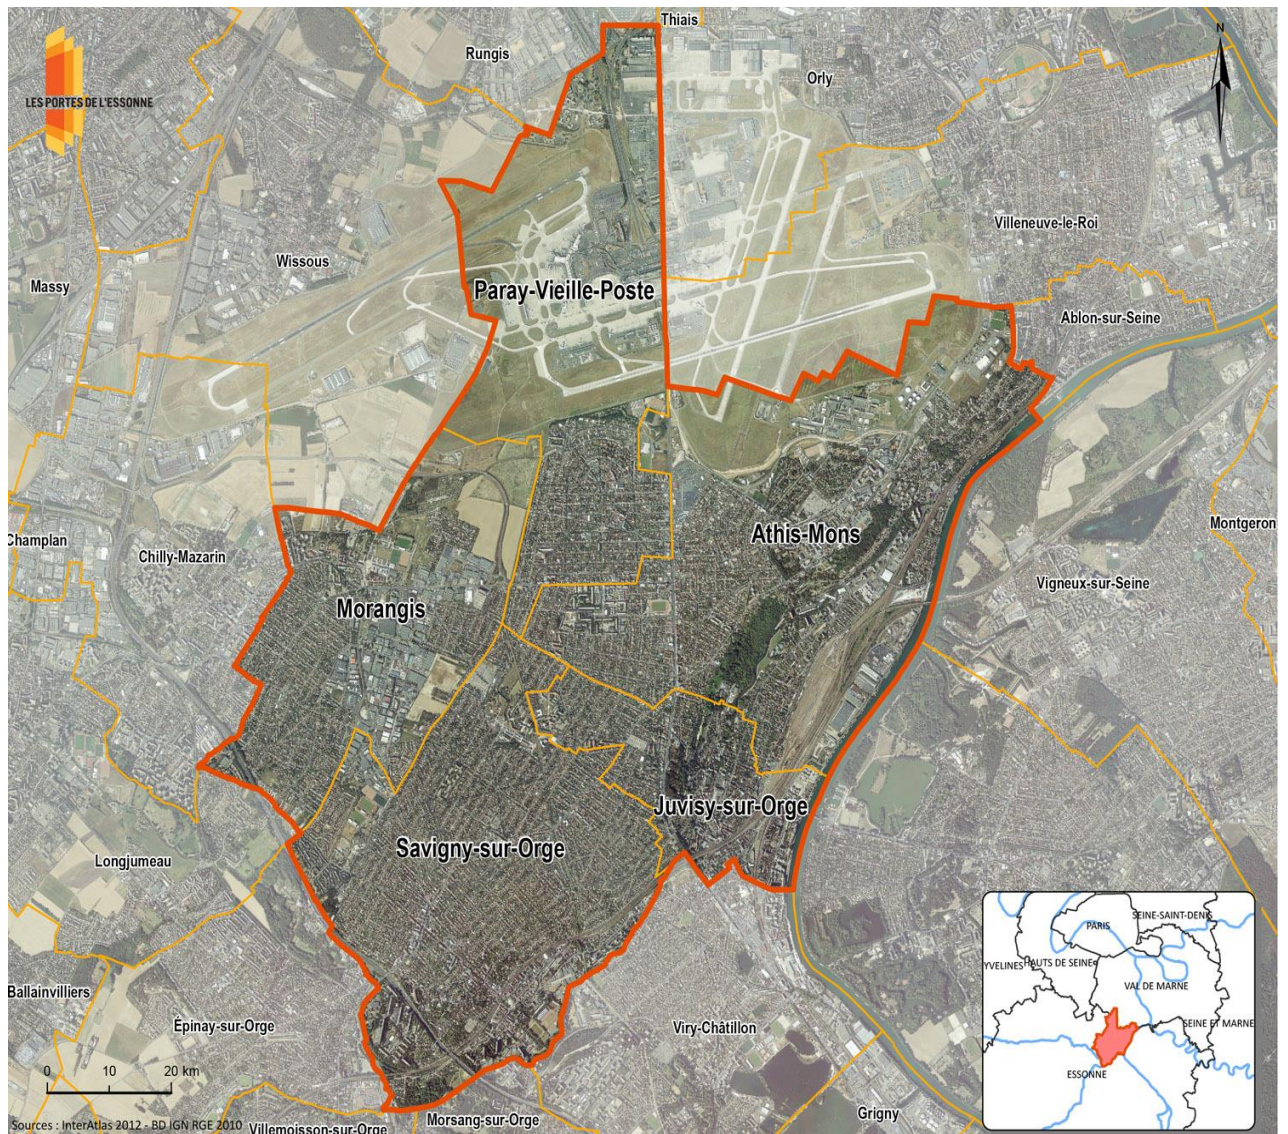 Thiais
Rungis
N
Orly
LES PORTES DE L'ESSONNE
Villeneuve-le-Roi
Wissous
Massy
Paray-Vieille-Poste
Ablon-sur-Seine
Montgeron
Athis-Mons
Champlan
Chilly-Mazarin
Vigneux-sur-Seine
Morangis
Juvisy-sur-Orge
Savigny-sur-Orge
Longjumeau
SEINE-SAINT-DENIS
PARIS
YVELINES
HAUTS DE SEINE
VAL DE MARNE
Ballainvilliers
Épinay-sur-Orge
Viry-Châtillon
SEINE ET MARNE
0 10 20 km
ESSONNE
Grigny
Morsang-sur-Orge
Sources : InterAtlas 2012 - BD IGN RGE 2010
Villemoisson-sur-Orge